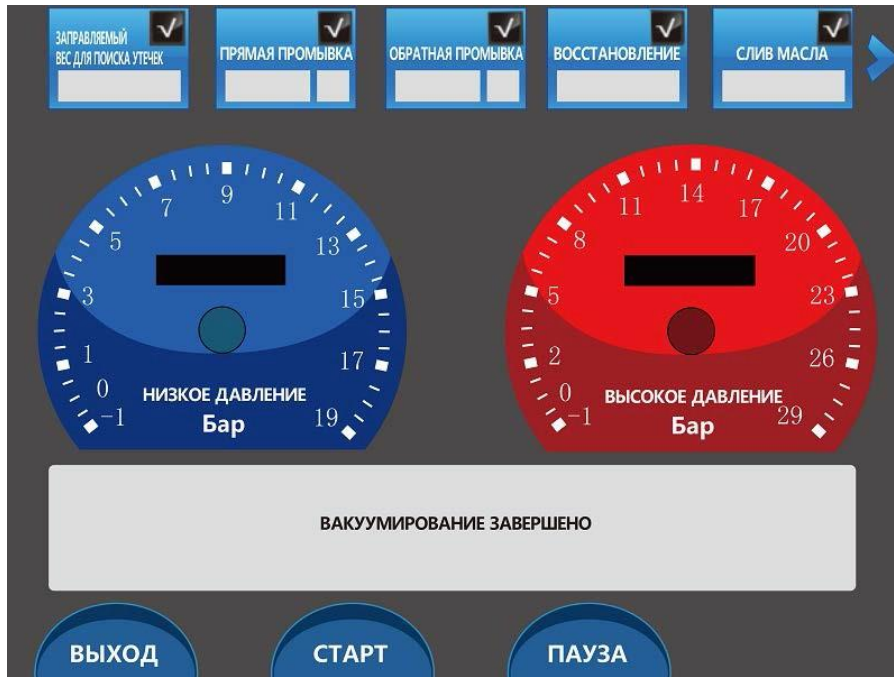 ЗАПРАВЛЯЕМЫЙ
ВЕС ДЛЯ ПОИСКА УТЕЧЕК
ПРЯМАЯ ПРОМЫВКА
ОБРАТНАЯ ПРОМЫВКА
ВОССТАНОВЛЕНИЕ
СЛИВ МАСЛА
-1
0
1
3
5
7
9
11
13
15
17
19
НИЗКОЕ ДАВЛЕНИЕ
Бар
-1
0
2
5
8
11
14
17
20
23
26
29
ВЫСОКОЕ ДАВЛЕНИЕ
Бар
ВАКУУМИРОВАНИЕ ЗАВЕРШЕНО
ВЫХОД
СТАРТ
ПАУЗА